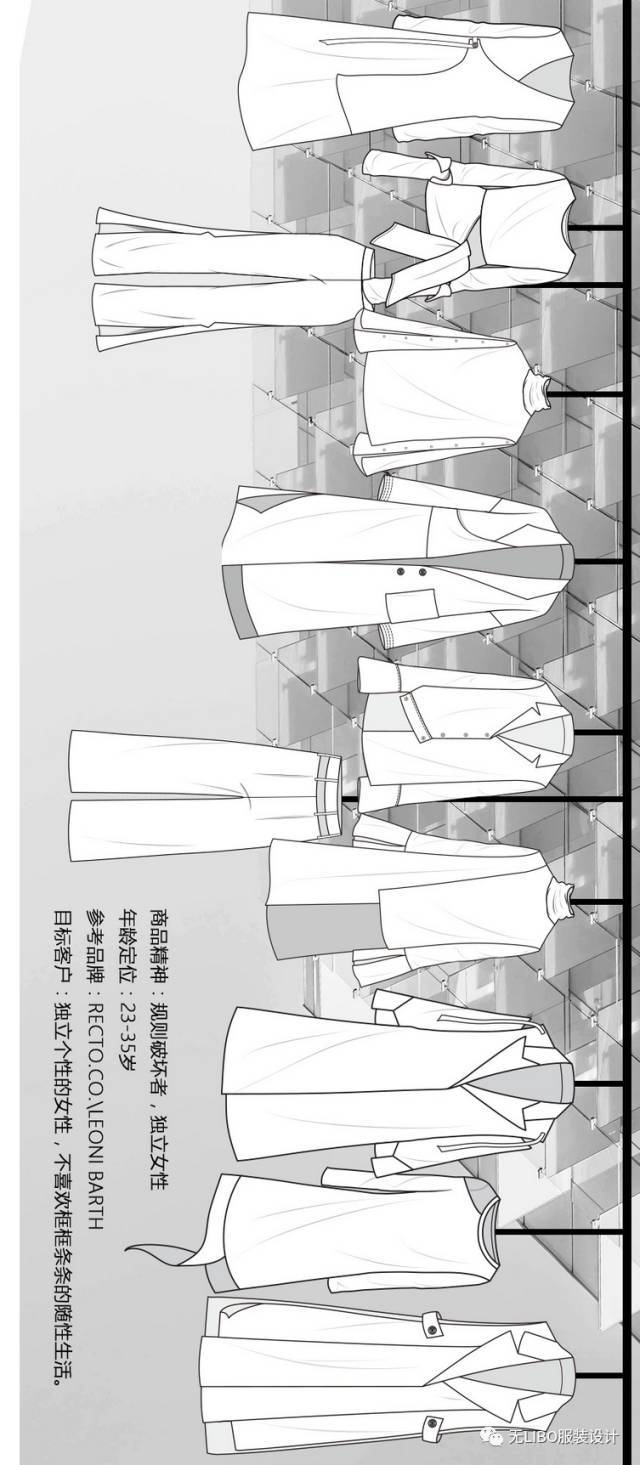 商品精神：规则破坏者，独立女性
年龄定位：23-35岁
参考品牌：RECTO.CO.\LEONI BARTH
目标客户：独立个性的女性，不喜欢框框条条的随性生活。
无LIBO服装设计